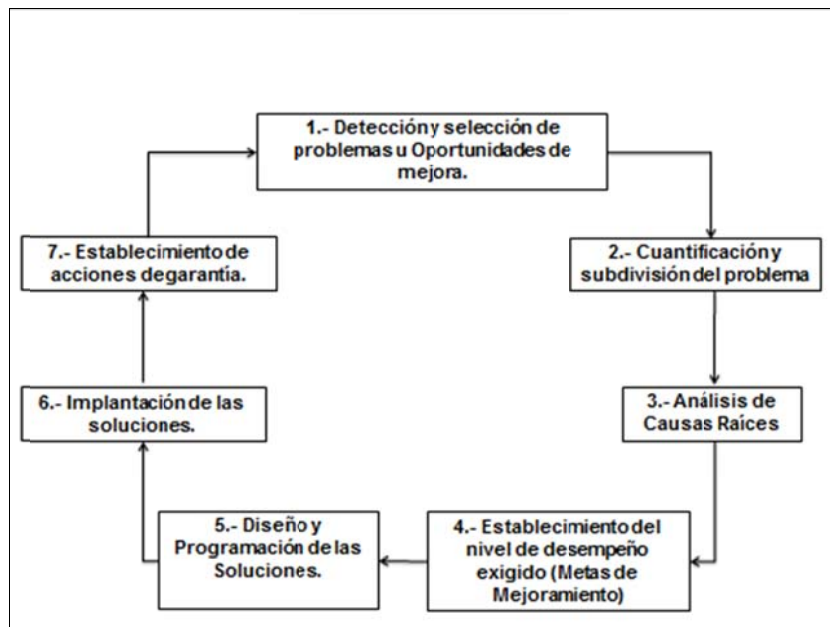 1.- Detección y selección de
problemas u Oportunidades de
mejora.
2.- Cuantificación y
subdivisión del problema
3.- Análisis de
Causas Raíces
4.- Establecimiento del
nivel de desempeño
exigido (Metas de
Mejoramiento)
5.- Diseño y
Programación de las
Soluciones.
6.- Implantación de las
soluciones.
7.- Establecimiento de
acciones degarantía.